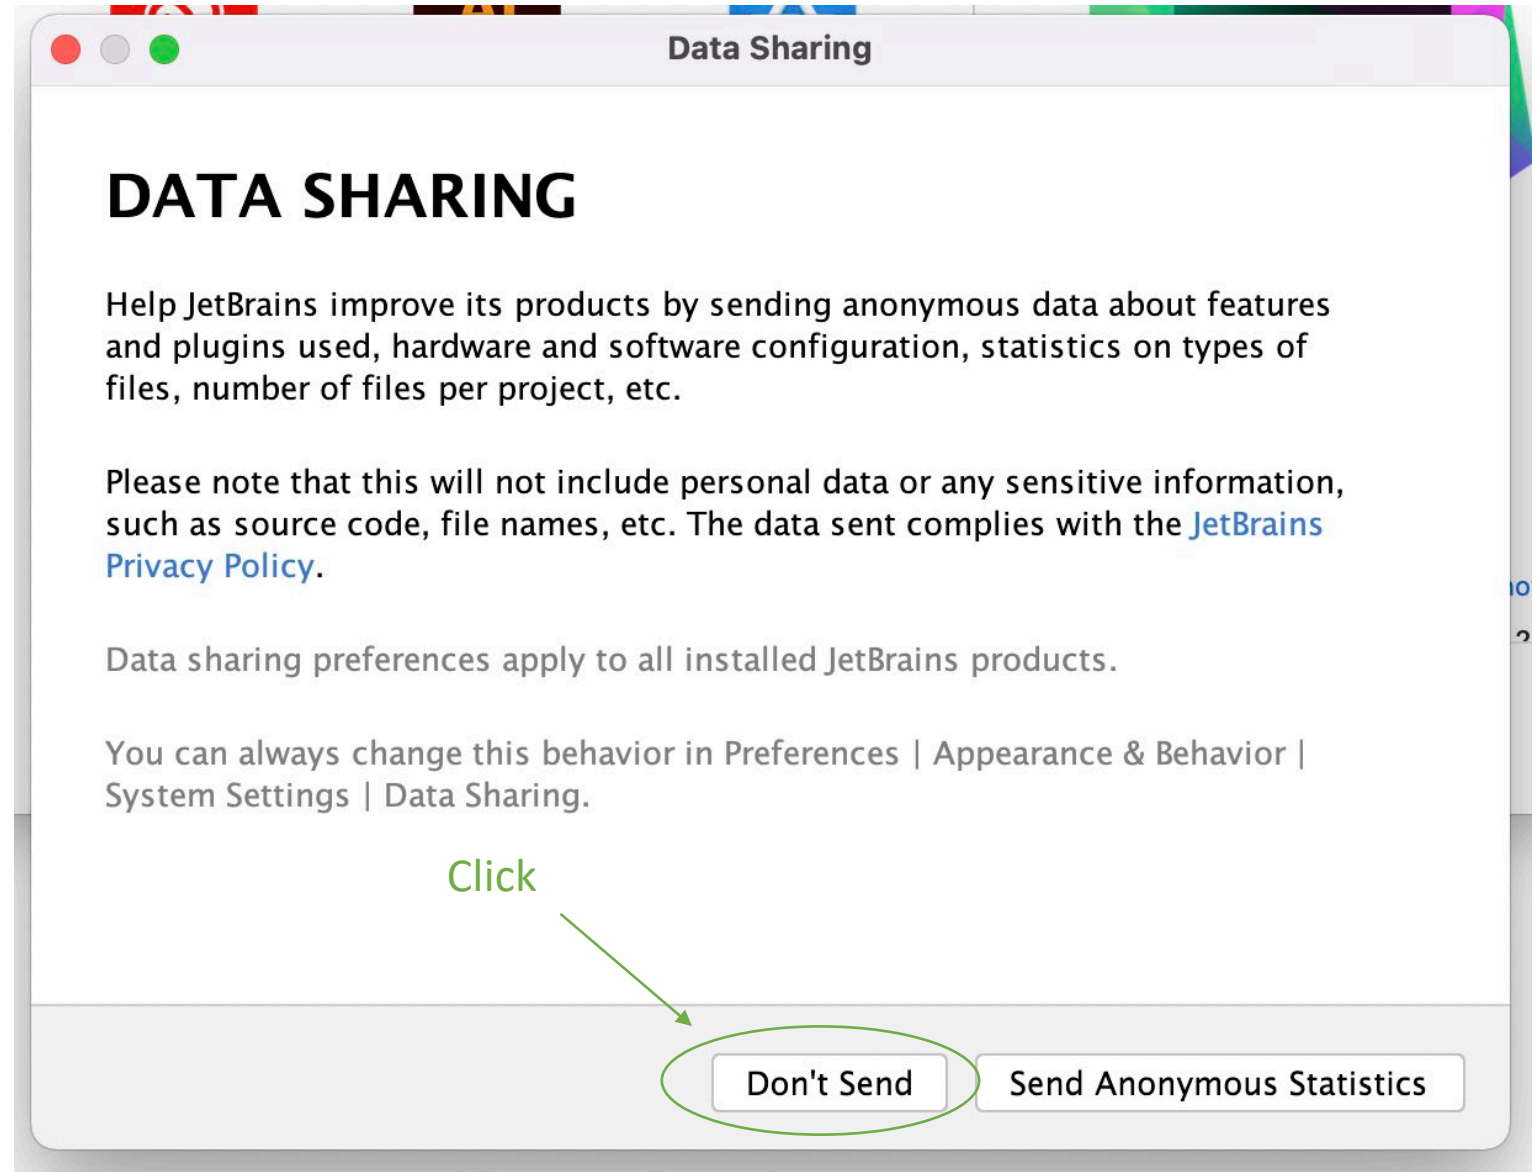 Data Sharing
DATA SHARING
Help JetBrains improve its products by sending anonymous data about features
and plugins used, hardware and software configuration, statistics on types of
files, number of files per project, etc.
Please note that this will not include personal data or any sensitive information,
such as source code, file names, etc. The data sent complies with the JetBrains
Privacy Policy.
Data sharing preferences apply to all installed JetBrains products.
You can always change this behavior in Preferences | Appearance & Behavior |
System Settings | Data Sharing.
Click
Don't Send
Send Anonymous Statistics